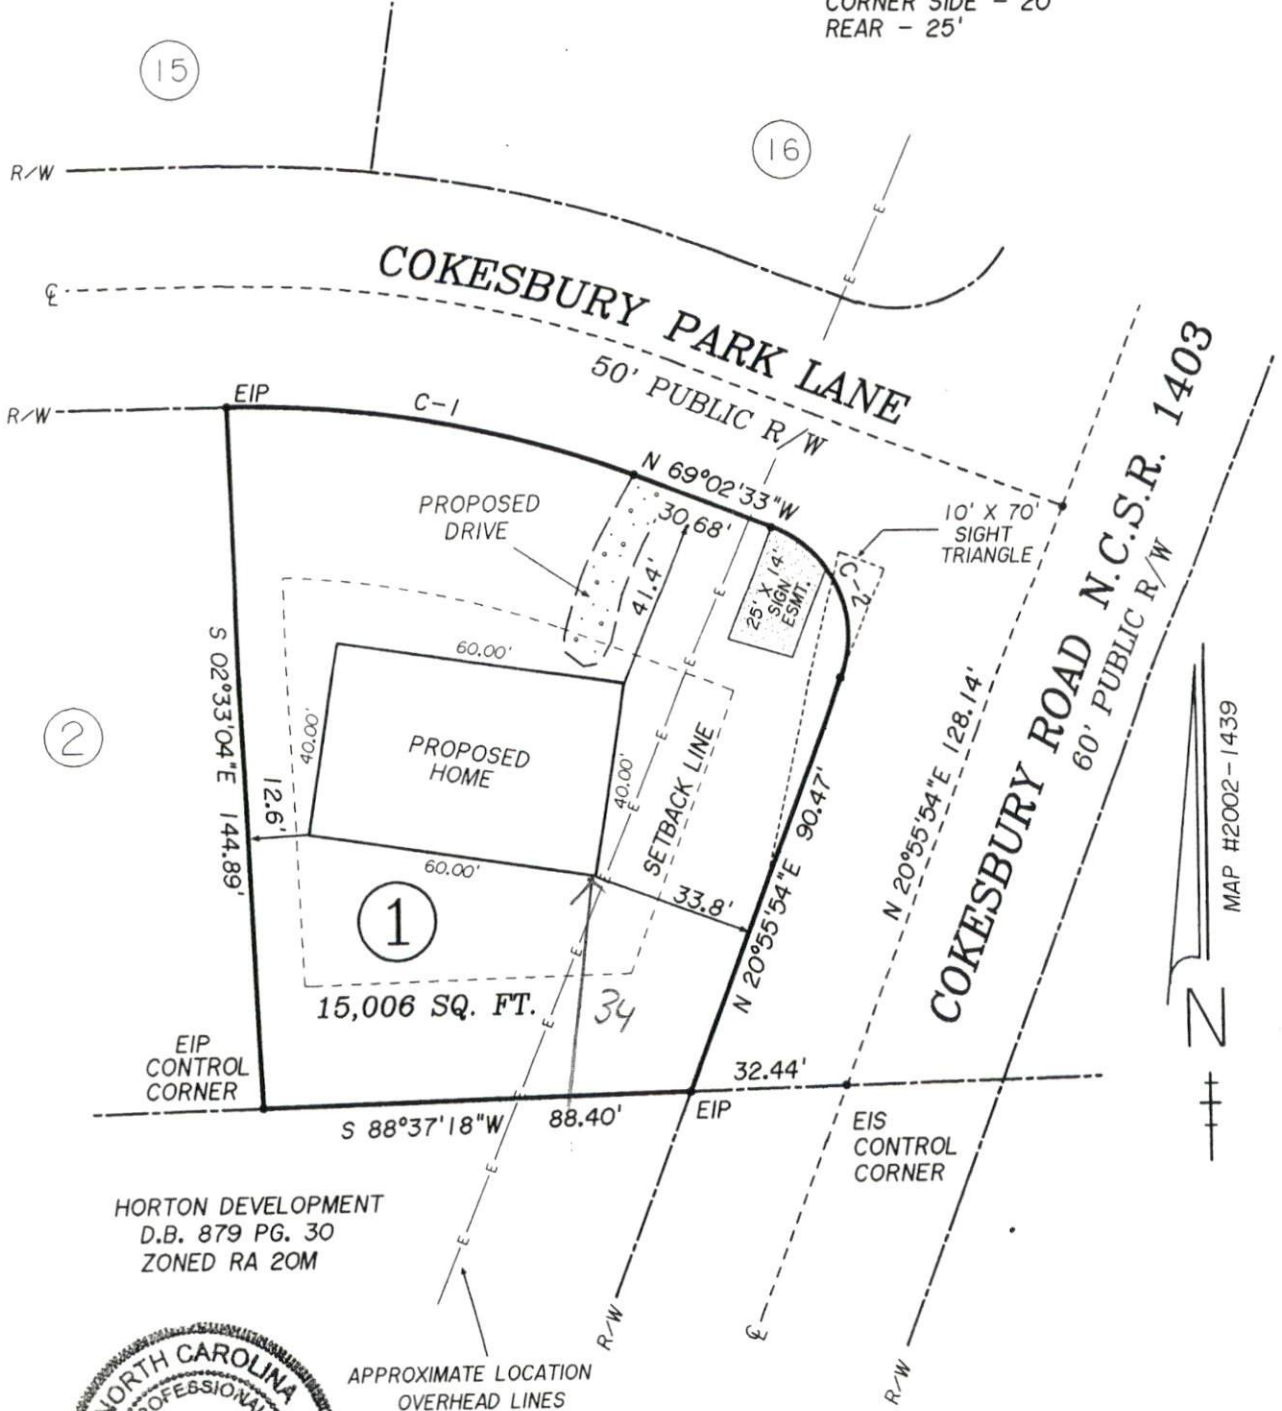 CORNER SIDE - 20'
REAR - 25'
15
16
R/W
COKESBURY PARK LANE
50' PUBLIC R/W
℄
R/W
EIP
C-1
N 69°02'33"W
30.68'
PROPOSED
DRIVE
41.4'
25' X 14'
SIGN
ESMT.
C-2
10' X 70'
SIGHT
TRIANGLE
COKESBURY ROAD N.C.S.R. 1403
60' PUBLIC R/W
60.00'
40.00'
PROPOSED
HOME
40.00'
60.00'
SETBACK LINE
2
S 02°33'04"E 144.89'
12.6'
33.8'
N 20°55'54"E 90.47'
N 20°55'54"E 128.14'
MAP #2002-1439
N
1
15,006 SQ. FT.
34
EIP
CONTROL
CORNER
S 88°37'18"W 88.40'
32.44'
EIP
EIS
CONTROL
CORNER
E
E
E
E
E
E
E
E
E
E
E
E
HORTON DEVELOPMENT
D.B. 879 PG. 30
ZONED RA 20M
R/W
℄
R/W
APPROXIMATE LOCATION
OVERHEAD LINES
NORTH CAROLINA